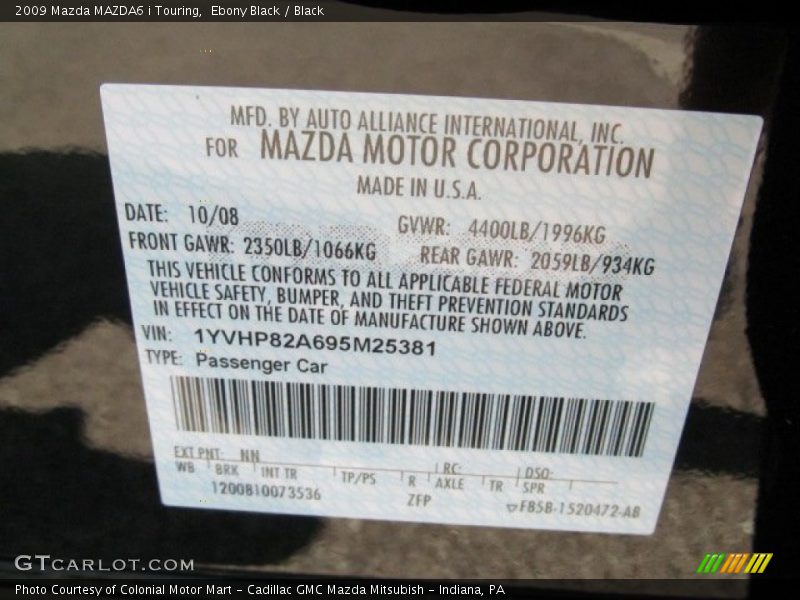 2009 Mazda MAZDA6 i Touring,  Ebony Black / Black
MFD. BY AUTO ALLIANCE INTERNATIONAL, INC.
FOR MAZDA MOTOR CORPORATION
MADE IN U.S.A.
DATE: 10/08 GVWR: 4400LB/1996KG
FRONT GAWR: 2350LB/1066KG REAR GAWR: 2059LB/934KG
THIS VEHICLE CONFORMS TO ALL APPLICABLE FEDERAL MOTOR
VEHICLE SAFETY, BUMPER, AND THEFT PREVENTION STANDARDS
IN EFFECT ON THE DATE OF MANUFACTURE SHOWN ABOVE.
VIN: 1YVHP82A695M25381
TYPE: Passenger Car
EXT PNT: NN RC: DSO:
WB BRK INT TR TP/PS R AXLE TR SPR
1200810073536 ZFP FB5B-1520472-AB
GTCARLOT.COM
Photo Courtesy of Colonial Motor Mart - Cadillac GMC Mazda Mitsubish - Indiana, PA